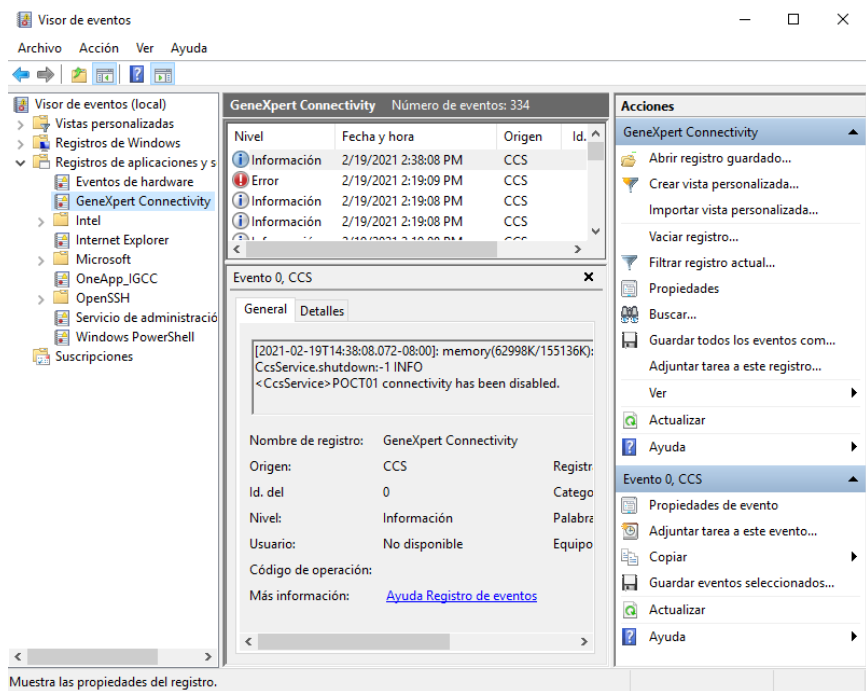 Visor de eventos
Archivo Acción Ver Ayuda
Visor de eventos (local)
Vistas personalizadas
Registros de Windows
Registros de aplicaciones y s
Eventos de hardware
GeneXpert Connectivity
Intel
Internet Explorer
Microsoft
OneApp_IGCC
OpenSSH
Servicio de administració
Windows PowerShell
Suscripciones
GeneXpert Connectivity Número de eventos: 334
Nivel Fecha y hora Origen Id.
Información 2/19/2021 2:38:08 PM CCS
Error 2/19/2021 2:19:09 PM CCS
Información 2/19/2021 2:19:08 PM CCS
Información 2/19/2021 2:19:08 PM CCS
Evento 0, CCS
General Detalles
[2021-02-19T14:38:08.072-08:00]: memory(62998K/155136K):
CcsService.shutdown:-1 INFO
<CcsService>POCT01 connectivity has been disabled.
Nombre de registro: GeneXpert Connectivity
Origen: CCS Registr
Id. del 0 Catego
Nivel: Información Palabra
Usuario: No disponible Equipo
Código de operación:
Más información: Ayuda Registro de eventos
Acciones
GeneXpert Connectivity
Abrir registro guardado...
Crear vista personalizada...
Importar vista personalizada...
Vaciar registro...
Filtrar registro actual...
Propiedades
Buscar...
Guardar todos los eventos com...
Adjuntar tarea a este registro...
Ver
Actualizar
Ayuda
Evento 0, CCS
Propiedades de evento
Adjuntar tarea a este evento...
Copiar
Guardar eventos seleccionados...
Actualizar
Ayuda
Muestra las propiedades del registro.